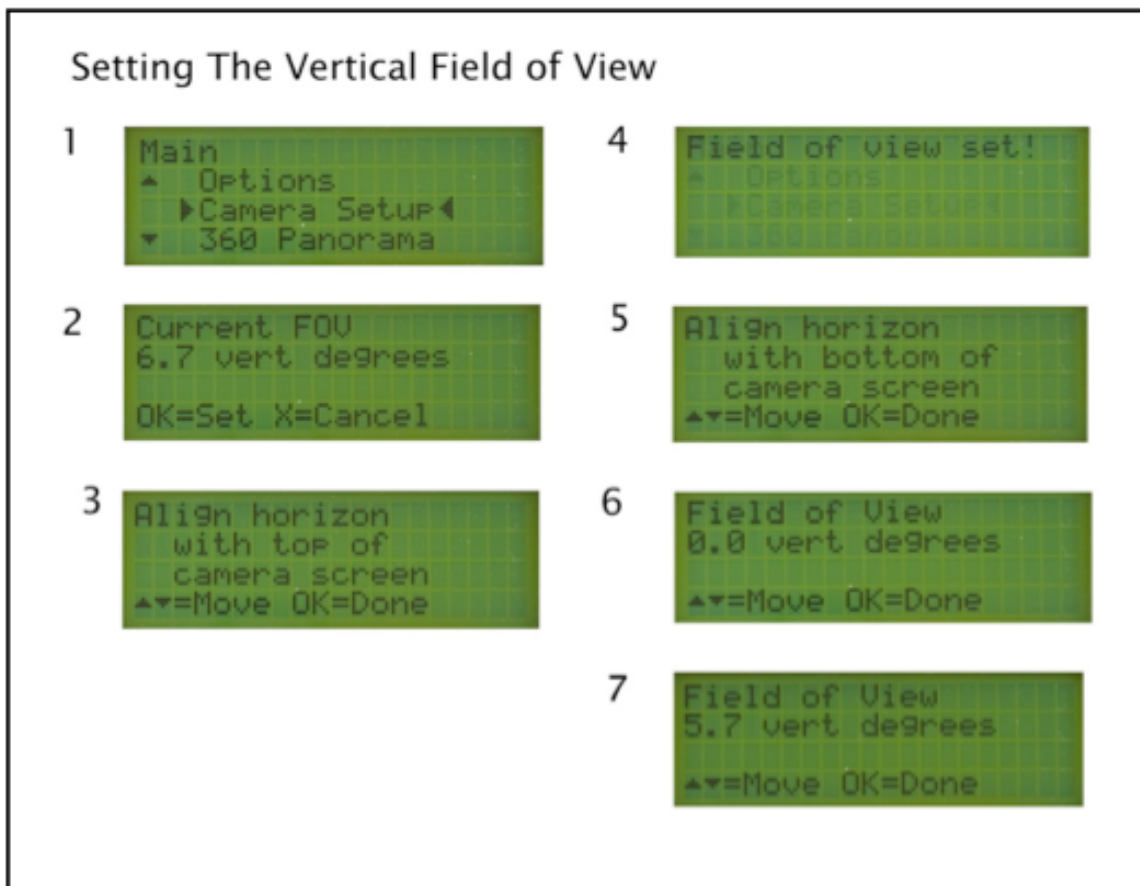 Setting The Vertical Field of View
1
Main
▲ Options
▶Camera Setup◀
▼ 360 Panorama
2
Current FOV
6.7 vert degrees
OK=Set X=Cancel
3
Align horizon
with top of
camera screen
▲▼=Move OK=Done
4
Field of view set!
▲ Options
▶Camera Setup◀
▼ 360 Panorama
5
Align horizon
with bottom of
camera screen
▲▼=Move OK=Done
6
Field of View
0.0 vert degrees
▲▼=Move OK=Done
7
Field of View
5.7 vert degrees
▲▼=Move OK=Done